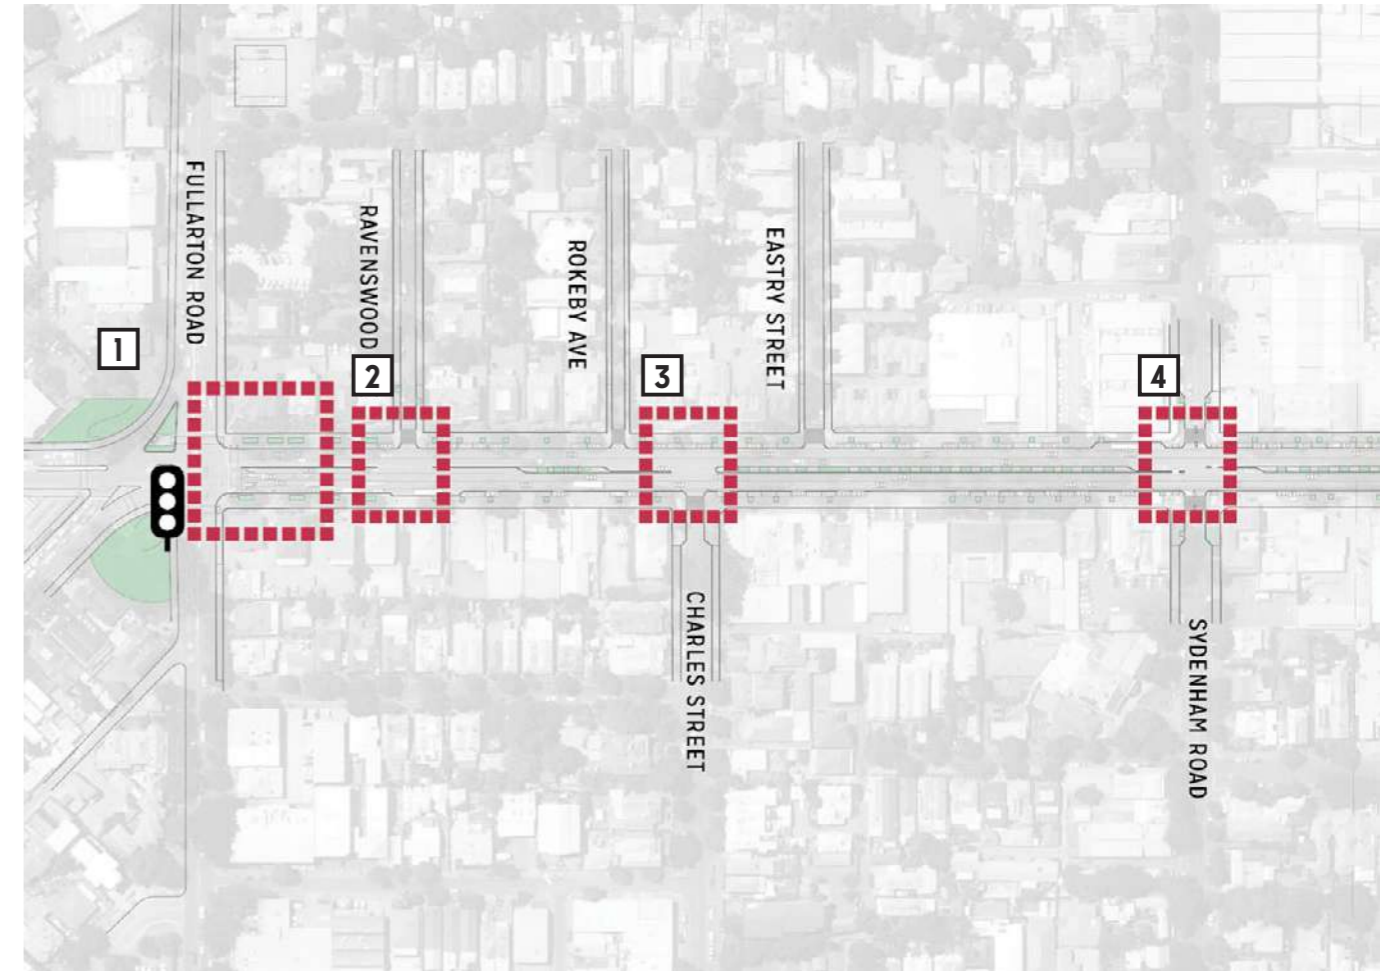 FULLARTON ROAD
RAVENSWOOD
ROKEBY AVE
EASTRY STREET
1
2
3
4
CHARLES STREET
SYDENHAM ROAD